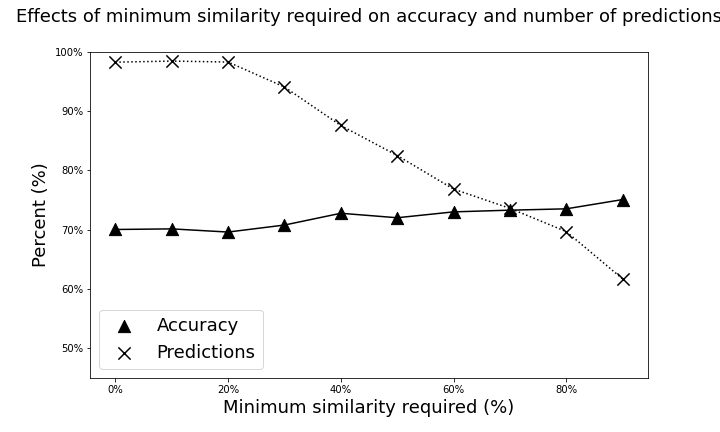 Effects of minimum similarity required on accuracy and number of predictions
100%
90%
80%
70%
60%
50%
Percent (%)
Accuracy
Predictions
0%
20%
40%
60%
80%
Minimum similarity required (%)